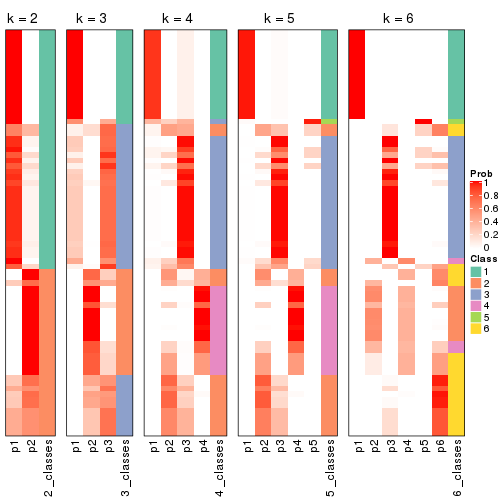 k = 2
k = 3
k = 4
k = 5
k = 6
p1
p2
2_classes
p1
p2
p3
3_classes
p1
p2
p3
p4
4_classes
p1
p2
p3
p4
p5
5_classes
p1
p2
p3
p4
p5
p6
6_classes
Prob
1
0.8
0.6
0.4
0.2
0
Class
1
2
3
4
5
6